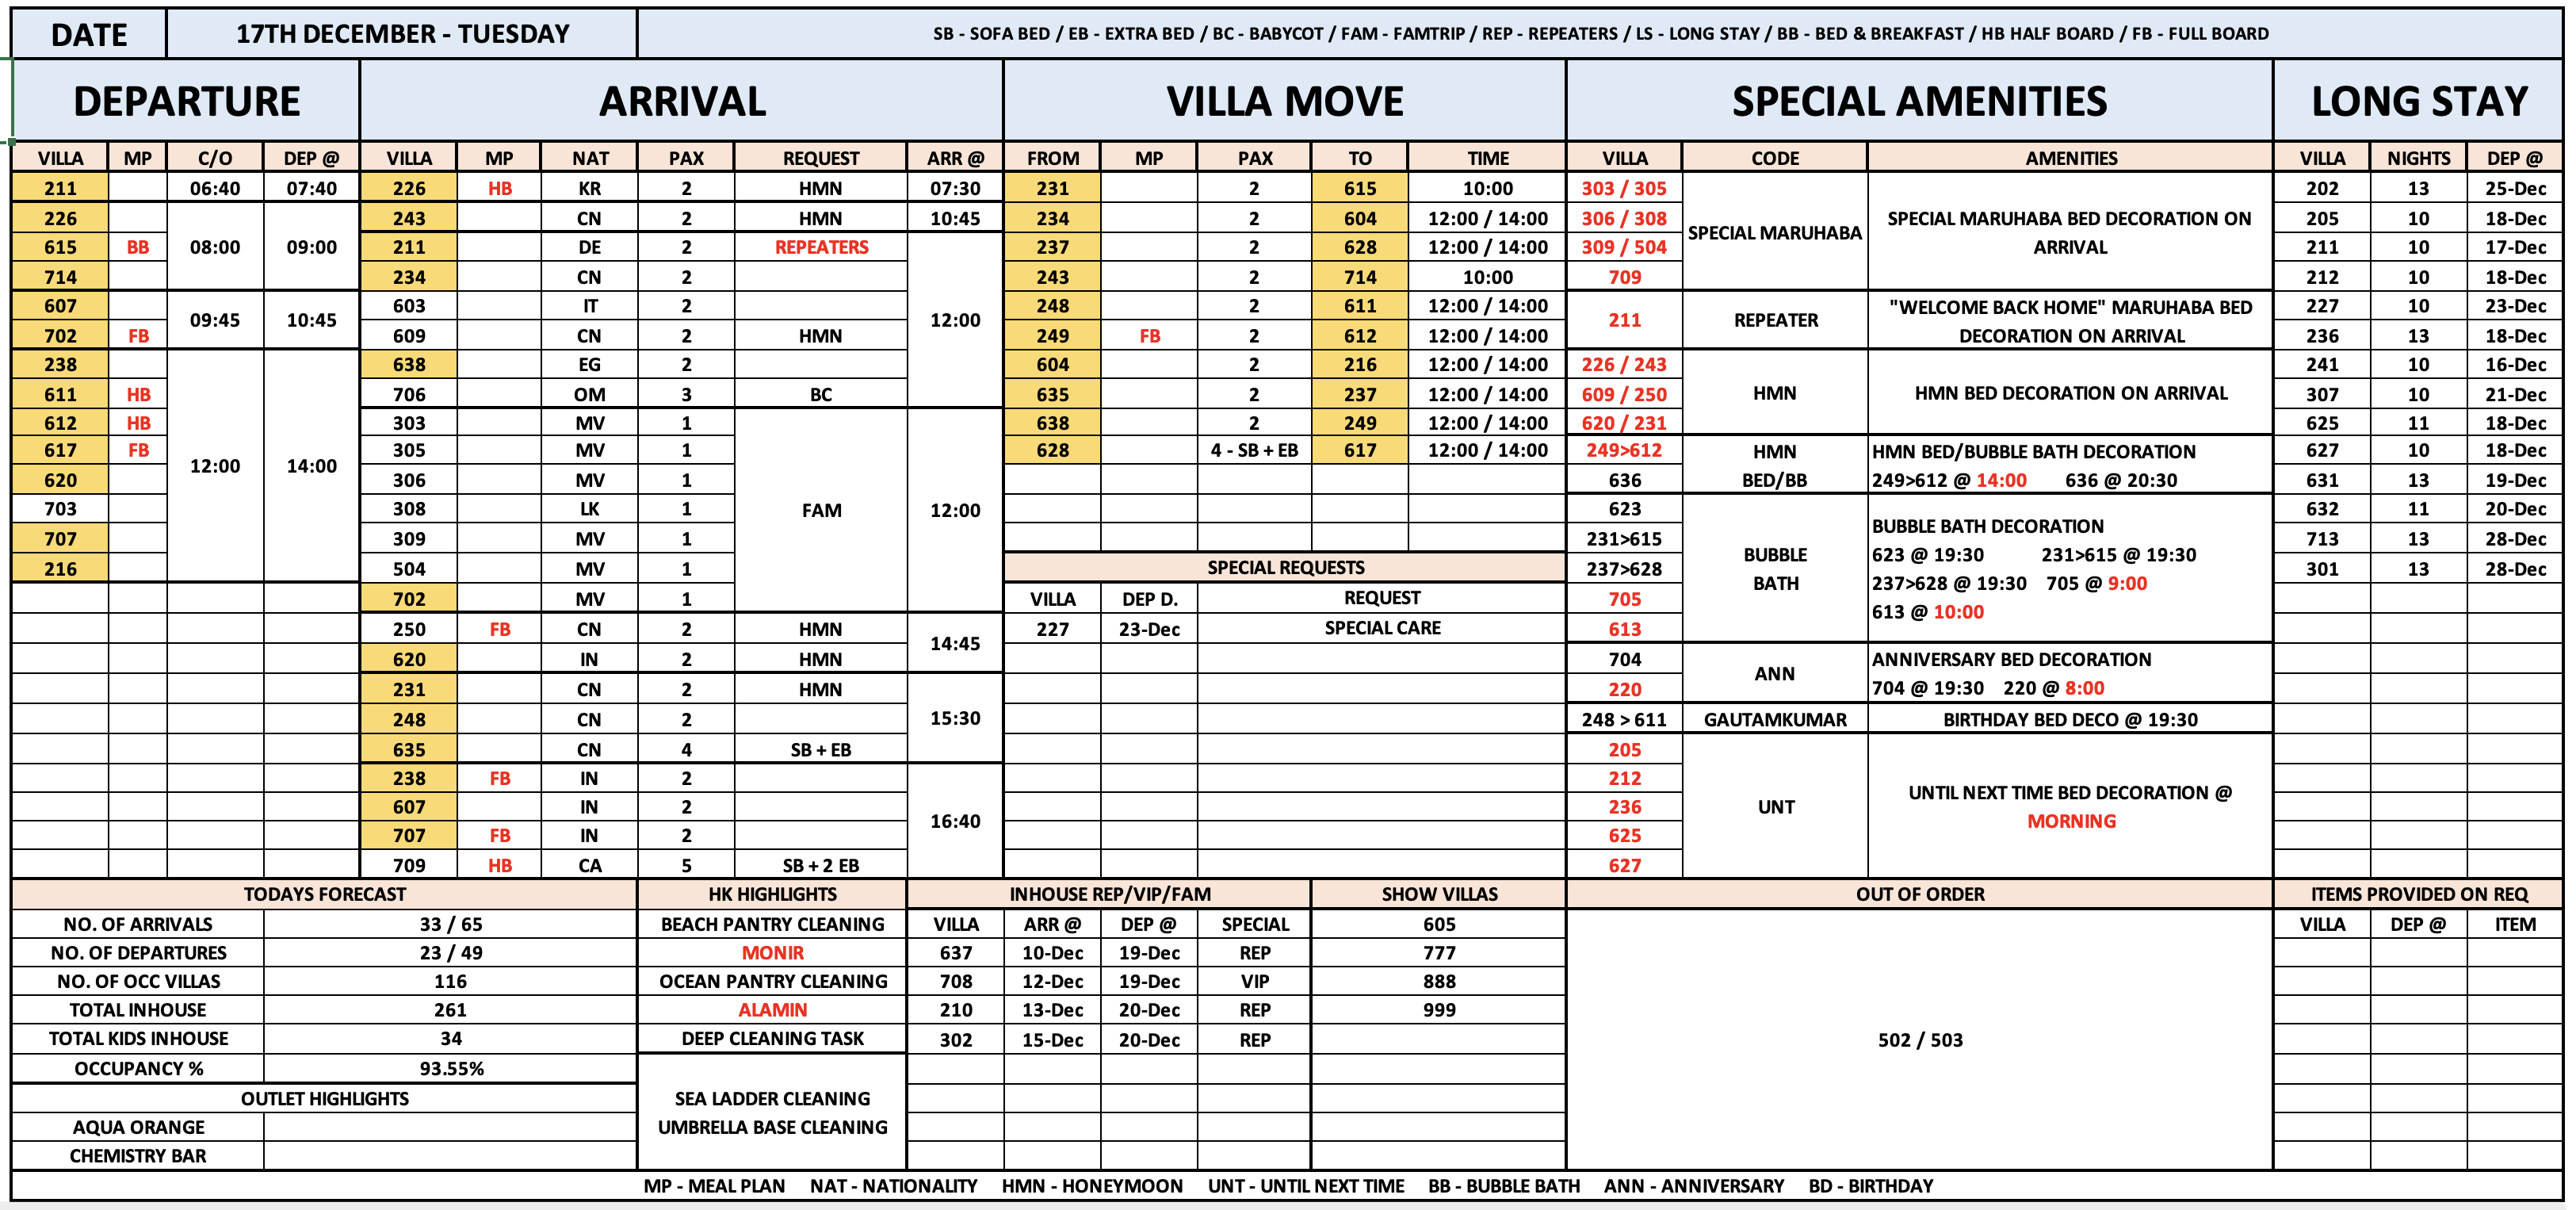 DATE 17TH DECEMBER - TUESDAY SB - SOFA BED / EB - EXTRA BED / BC - BABYCOT / FAM - FAMTRIP / REP - REPEATERS / LS - LONG STAY / BB - BED & BREAKFAST / HB HALF BOARD / FB - FULL BOARD
DEPARTURE
VILLA MP C/O DEP @
211 06:40 07:40
226
615 BB 08:00 09:00
714
607
09:45 10:45
702 FB
238
611 HB
612 HB
617 FB
12:00 14:00
620
703
707
216
ARRIVAL
VILLA MP NAT PAX REQUEST ARR @
226 HB KR 2 HMN 07:30
243 CN 2 HMN 10:45
211 DE 2 REPEATERS
234 CN 2
603 IT 2
12:00
609 CN 2 HMN
638 EG 2
706 OM 3 BC
303 MV 1
305 MV 1
306 MV 1
308 LK 1 FAM 12:00
309 MV 1
504 MV 1
702 MV 1
250 FB CN 2 HMN
14:45
620 IN 2 HMN
231 CN 2 HMN
248 CN 2 15:30
635 CN 4 SB + EB
238 FB IN 2
607 IN 2
16:40
707 FB IN 2
709 HB CA 5 SB + 2 EB
VILLA MOVE
FROM MP PAX TO TIME
231 2 615 10:00
234 2 604 12:00 / 14:00
237 2 628 12:00 / 14:00
243 2 714 10:00
248 2 611 12:00 / 14:00
249 FB 2 612 12:00 / 14:00
604 2 216 12:00 / 14:00
635 2 237 12:00 / 14:00
638 2 249 12:00 / 14:00
628 4 - SB + EB 617 12:00 / 14:00
SPECIAL REQUESTS
VILLA DEP D. REQUEST
227 23-Dec SPECIAL CARE
SPECIAL AMENITIES
VILLA CODE AMENITIES
303 / 305
306 / 308
309 / 504
709
SPECIAL MARUHABA
SPECIAL MARUHABA BED DECORATION ON
ARRIVAL
211 REPEATER
"WELCOME BACK HOME" MARUHABA BED
DECORATION ON ARRIVAL
226 / 243
609 / 250
620 / 231
HMN HMN BED DECORATION ON ARRIVAL
249>612
636
HMN
BED/BB
HMN BED/BUBBLE BATH DECORATION
249>612 @ 14:00 636 @ 20:30
623
231>615
237>628
705
613
BUBBLE
BATH
BUBBLE BATH DECORATION
623 @ 19:30 231>615 @ 19:30
237>628 @ 19:30 705 @ 9:00
613 @ 10:00
704
220
ANN
ANNIVERSARY BED DECORATION
704 @ 19:30 220 @ 8:00
248 > 611 GAUTAMKUMAR BIRTHDAY BED DECO @ 19:30
205
212
236
625
627
UNT
UNTIL NEXT TIME BED DECORATION @
MORNING
LONG STAY
VILLA NIGHTS DEP @
202 13 25-Dec
205 10 18-Dec
211 10 17-Dec
212 10 18-Dec
227 10 23-Dec
236 13 18-Dec
241 10 16-Dec
307 10 21-Dec
625 11 18-Dec
627 10 18-Dec
631 13 19-Dec
632 11 20-Dec
713 13 28-Dec
301 13 28-Dec
TODAYS FORECAST
NO. OF ARRIVALS 33 / 65
NO. OF DEPARTURES 23 / 49
NO. OF OCC VILLAS 116
TOTAL INHOUSE 261
TOTAL KIDS INHOUSE 34
OCCUPANCY % 93.55%
OUTLET HIGHLIGHTS
AQUA ORANGE
CHEMISTRY BAR
HK HIGHLIGHTS
BEACH PANTRY CLEANING
MONIR
OCEAN PANTRY CLEANING
ALAMIN
DEEP CLEANING TASK
SEA LADDER CLEANING
UMBRELLA BASE CLEANING
INHOUSE REP/VIP/FAM
VILLA ARR @ DEP @ SPECIAL
637 10-Dec 19-Dec REP
708 12-Dec 19-Dec VIP
210 13-Dec 20-Dec REP
302 15-Dec 20-Dec REP
SHOW VILLAS
605
777
888
999
OUT OF ORDER
502 / 503
ITEMS PROVIDED ON REQ
VILLA DEP @ ITEM
MP - MEAL PLAN NAT - NATIONALITY HMN - HONEYMOON UNT - UNTIL NEXT TIME BB - BUBBLE BATH ANN - ANNIVERSARY BD - BIRTHDAY